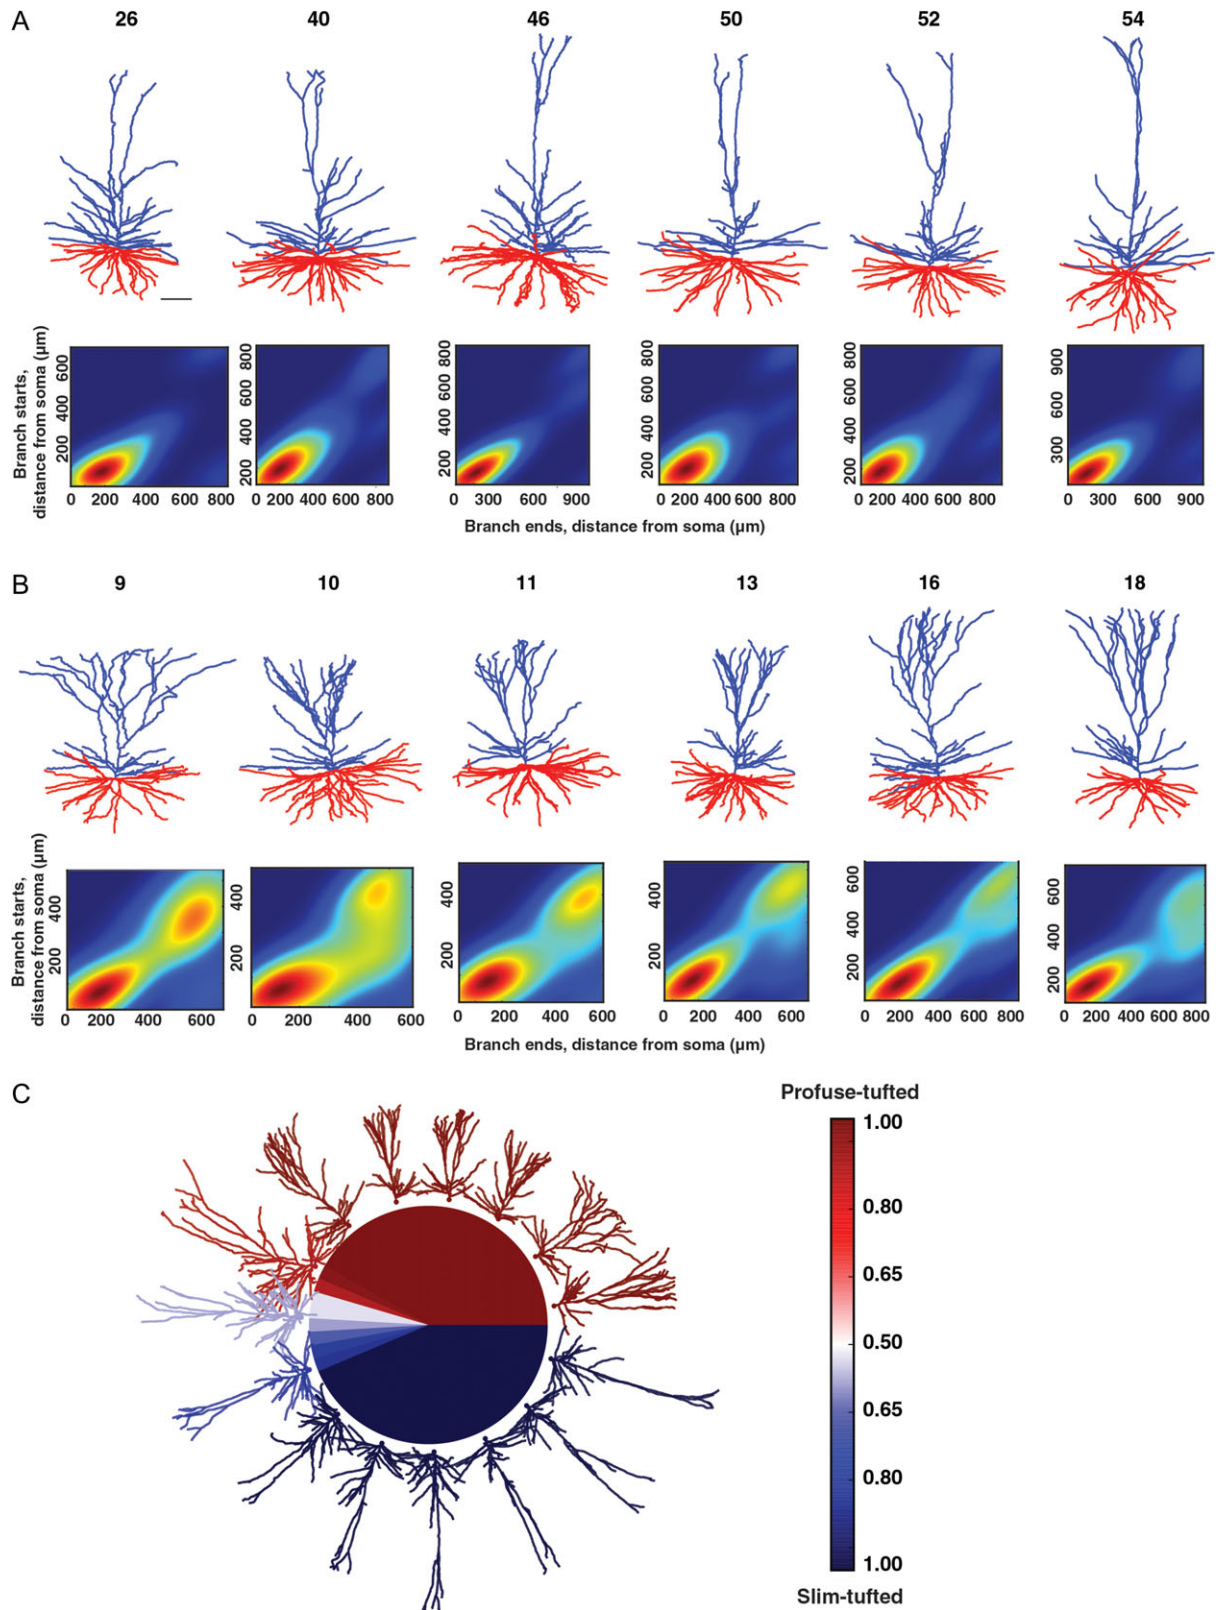 A
26 40 46 50 52 54
Branch starts,
distance from soma (µm)
200 400 600
200 400 600 800
200 400 600 800
200 400 600 800
200 400 600 800
300 600 900
0 200 400 600 800
0 200 400 600 800
0 300 600 900
0 200 400 600 800
0 200 400 600 800
0 300 600 900
Branch ends, distance from soma (µm)
B
9 10 11 13 16 18
Branch starts,
distance from soma (µm)
200 400
200 400
200 400
200 400
200 400 600
200 400 600
0 200 400 600
0 200 400 600
0 200 400 600
0 200 400 600
0 200 400 600 800
0 200 400 600 800
Branch ends, distance from soma (µm)
C
Profuse-tufted
1.00
0.80
0.65
0.50
0.65
0.80
1.00
Slim-tufted